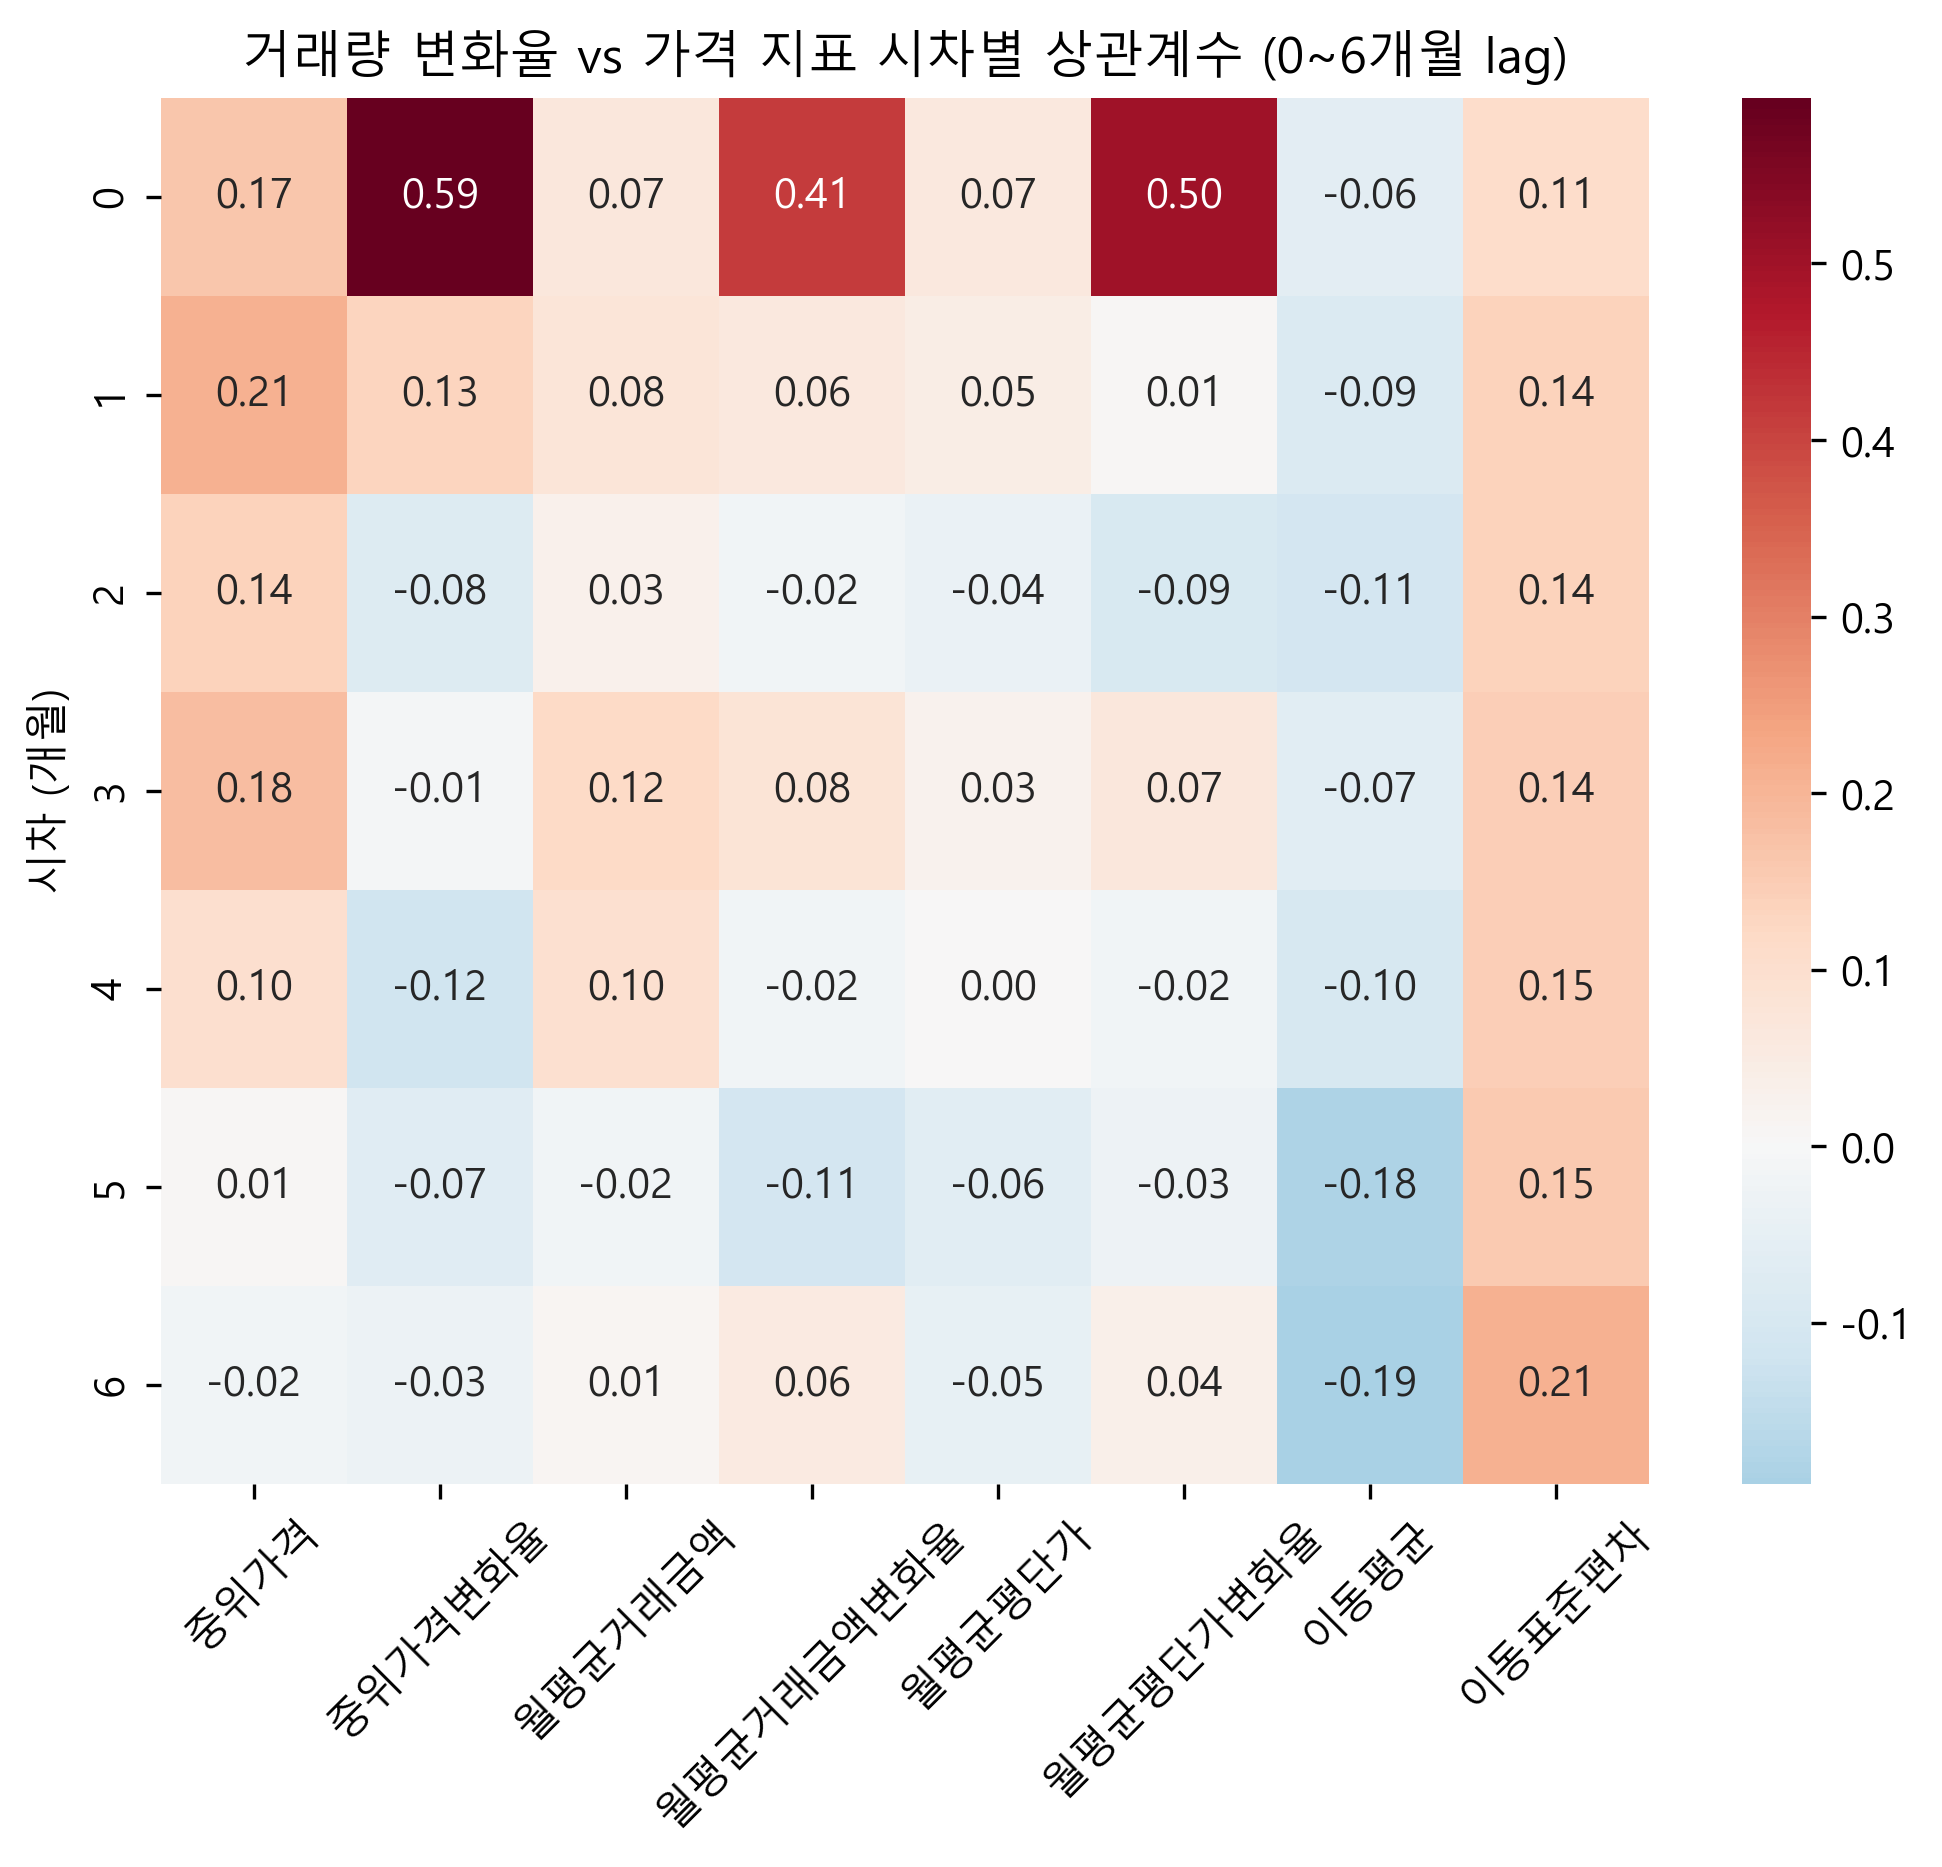 거래량 변화율 vs 가격 지표 시차별 상관계수 (0~6개월 lag)
시차 (개월)
0 0.17 0.59 0.07 0.41 0.07 0.50 -0.06 0.11
1 0.21 0.13 0.08 0.06 0.05 0.01 -0.09 0.14
2 0.14 -0.08 0.03 -0.02 -0.04 -0.09 -0.11 0.14
3 0.18 -0.01 0.12 0.08 0.03 0.07 -0.07 0.14
4 0.10 -0.12 0.10 -0.02 0.00 -0.02 -0.10 0.15
5 0.01 -0.07 -0.02 -0.11 -0.06 -0.03 -0.18 0.15
6 -0.02 -0.03 0.01 0.06 -0.05 0.04 -0.19 0.21
중위가격
중위가격변화율
월평균거래금액
월평균거래금액변화율
월평균평단가
월평균평단가변화율
이동평균
이동표준편차
0.5
0.4
0.3
0.2
0.1
0.0
-0.1